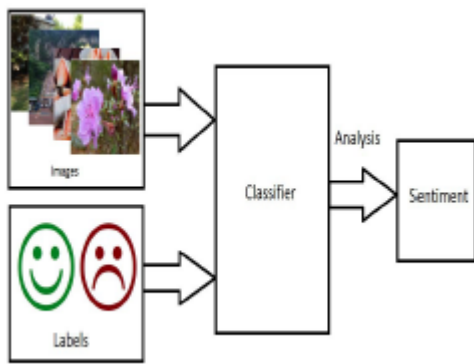 Images
Labels
Classifier
Analysis
Sentiment